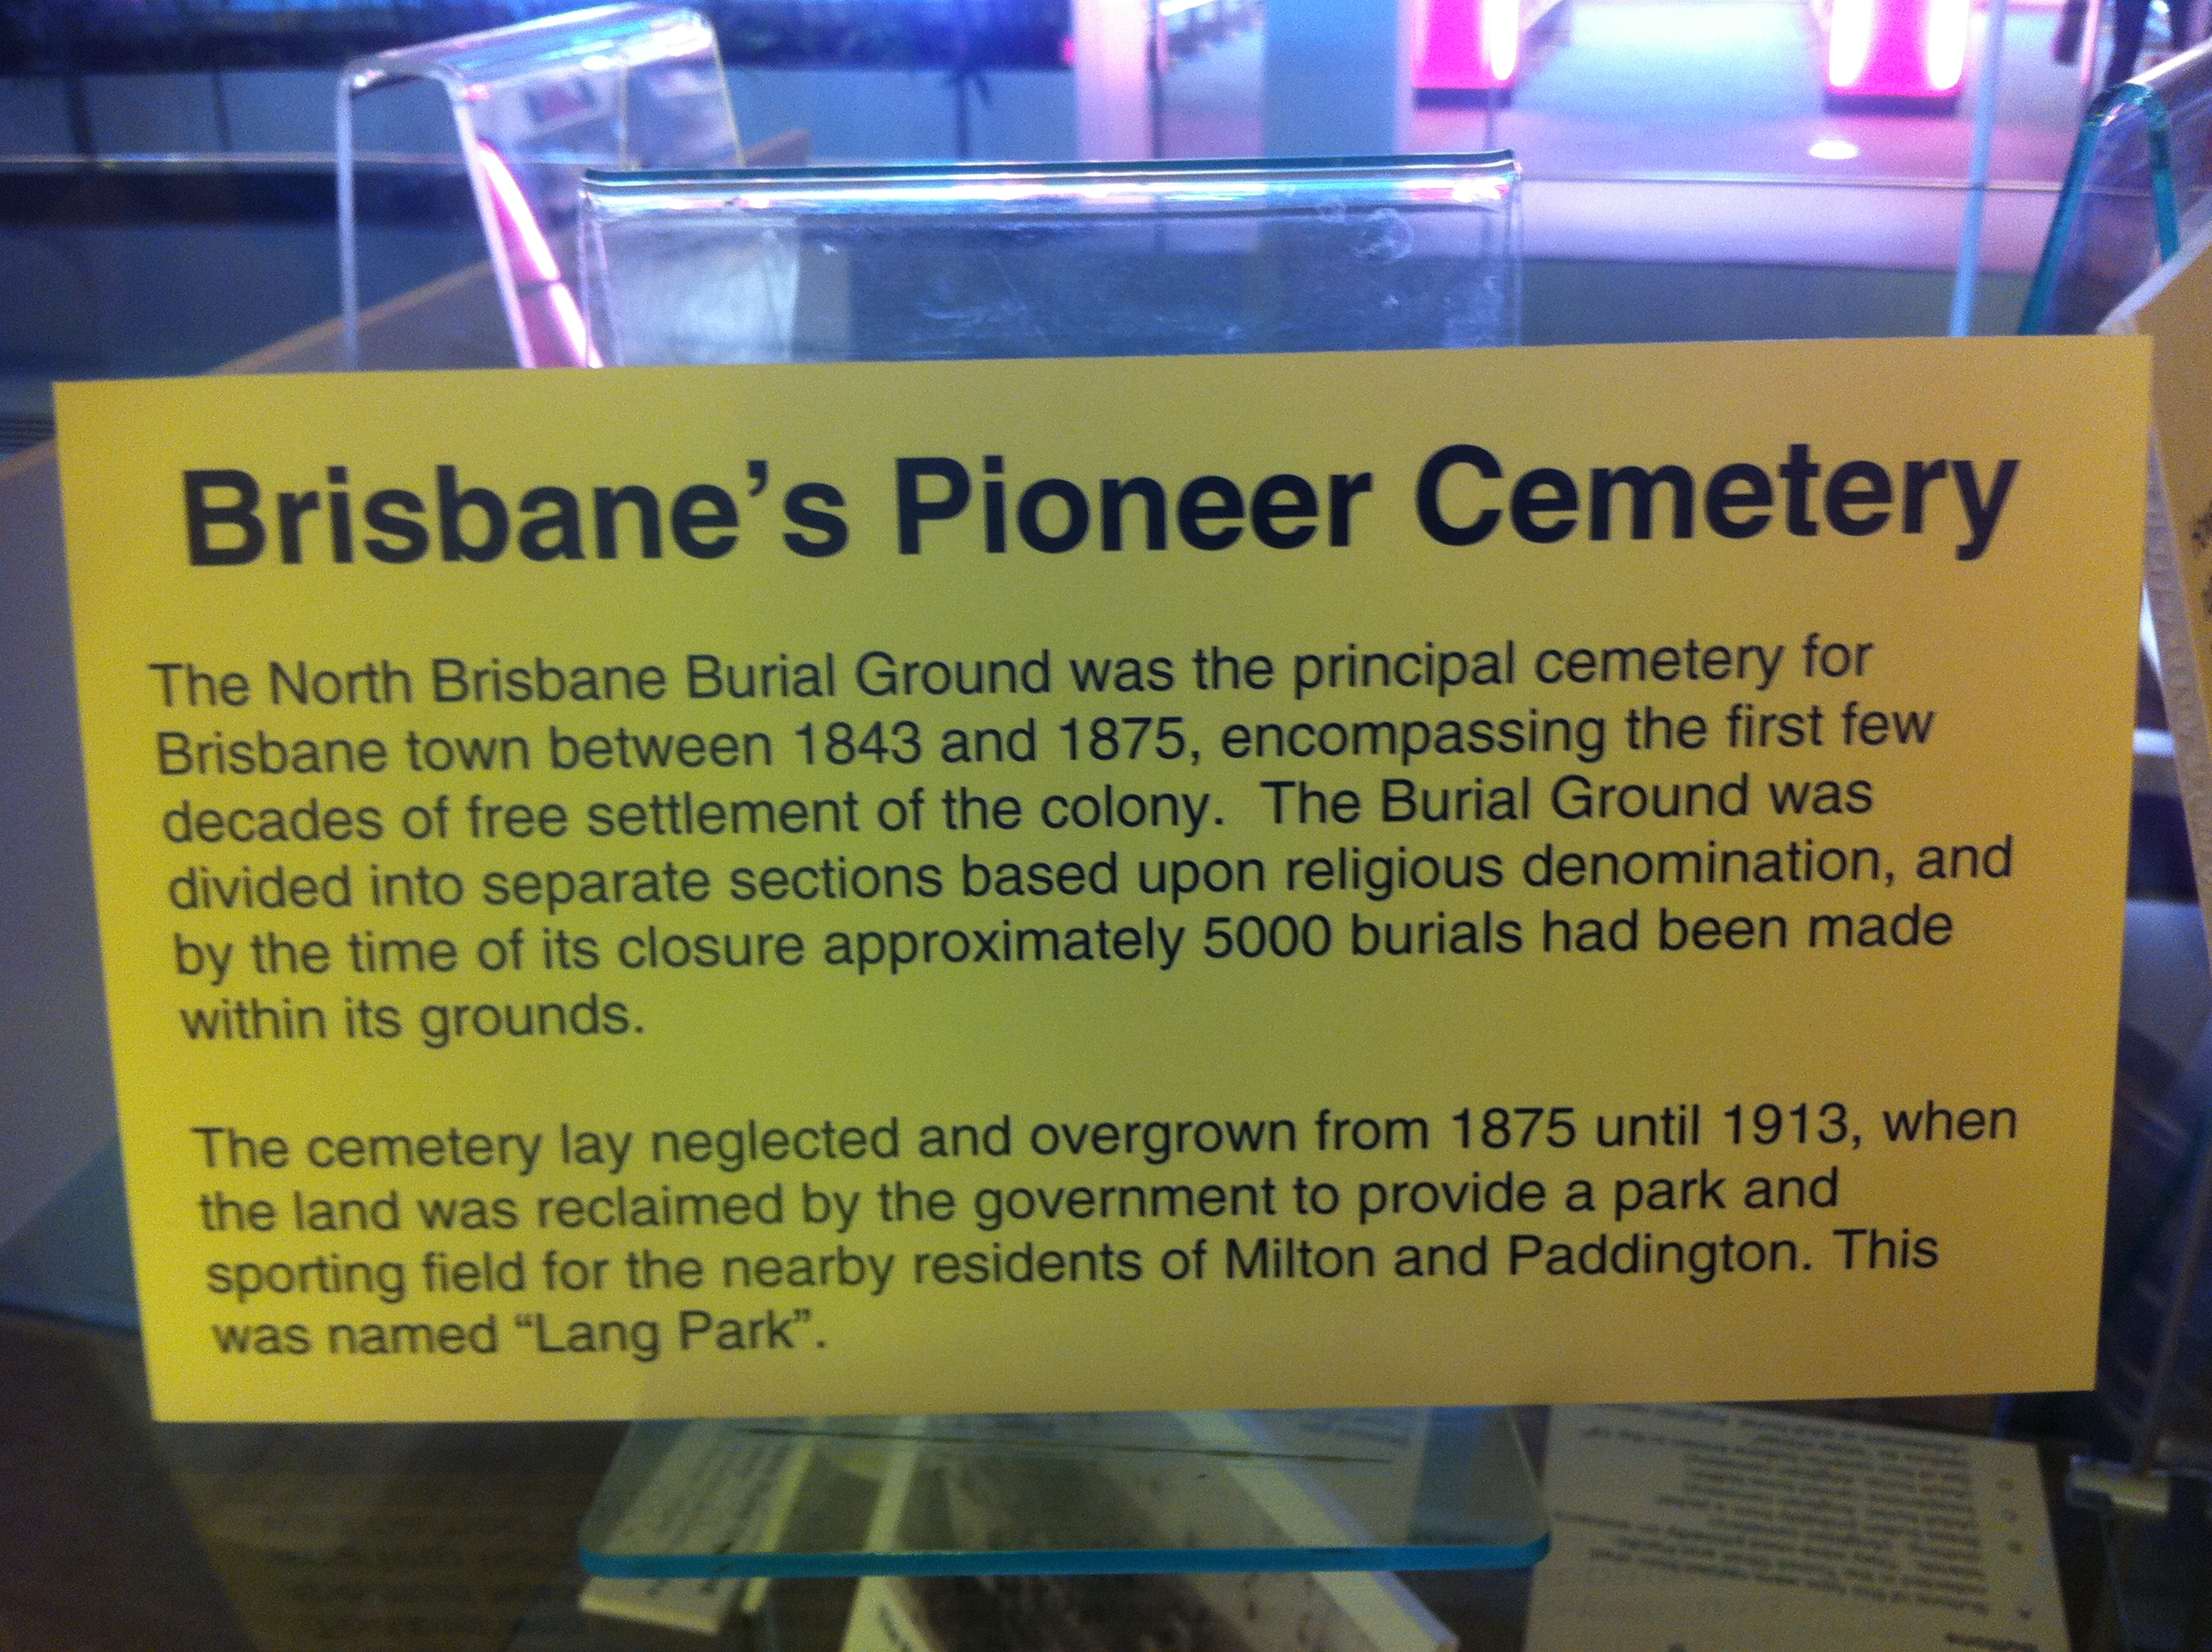 Brisbane’s Pioneer Cemetery
The North Brisbane Burial Ground was the principal cemetery for
Brisbane town between 1843 and 1875, encompassing the first few
decades of free settlement of the colony.  The Burial Ground was
divided into separate sections based upon religious denomination, and
by the time of its closure approximately 5000 burials had been made
within its grounds.
The cemetery lay neglected and overgrown from 1875 until 1913, when
the land was reclaimed by the government to provide a park and
sporting field for the nearby residents of Milton and Paddington. This
was named “Lang Park”.